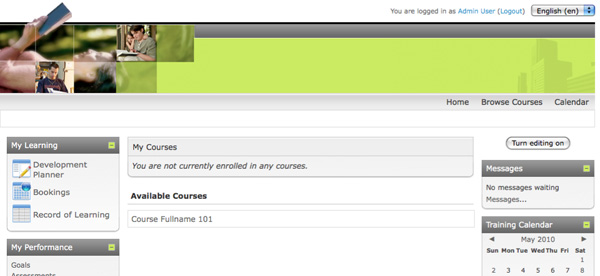 You are logged in as Admin User (Logout) English (en)
Home Browse Courses Calendar
My Learning
Development
Planner
Bookings
Record of Learning
My Performance
Goals
My Courses
You are not currently enrolled in any courses.
Available Courses
Course Fullname 101
Turn editing on
Messages
No messages waiting
Messages...
Training Calendar
◀ May 2010 ▶
Sun Mon Tue Wed Thu Fri Sat
1
2 3 4 5 6 7 8